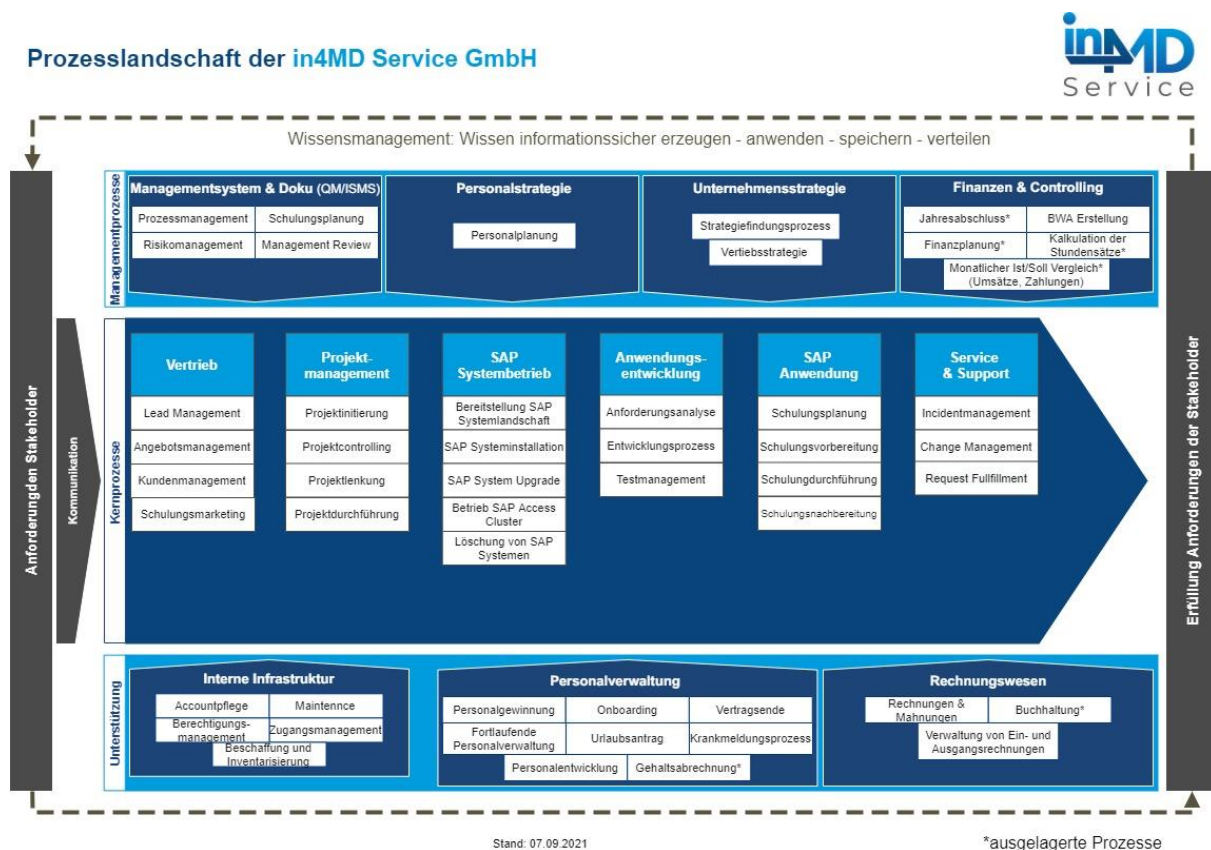 Prozesslandschaft der in4MD Service GmbH
in4MD
Service
Wissensmanagement: Wissen informationssicher erzeugen - anwenden - speichern - verteilen
Anforderungden Stakeholder
Kommunikation
Managementprozesse
Managementsystem & Doku (QM/ISMS)
Prozessmanagement
Schulungsplanung
Risikomanagement
Management Review
Personalstrategie
Personalplanung
Unternehmensstrategie
Strategiefindungsprozess
Vertiebsstrategie
Finanzen & Controlling
Jahresabschluss*
BWA Erstellung
Finanzplanung*
Kalkulation der
Stundensätze*
Monatlicher Ist/Soll Vergleich*
(Umsätze, Zahlungen)
Kernprozesse
Vertrieb
Lead Management
Angebotsmanagement
Kundenmanagement
Schulungsmarketing
Projekt-
management
Projektinitierung
Projektcontrolling
Projektlenkung
Projektdurchführung
SAP
Systembetrieb
Bereitstellung SAP
Systemlandschaft
SAP Systeminstallation
SAP System Upgrade
Betrieb SAP Access
Cluster
Löschung von SAP
Systemen
Anwendungs-
entwicklung
Anforderungsanalyse
Entwicklungsprozess
Testmanagement
SAP
Anwendung
Schulungsplanung
Schulungsvorbereitung
Schulungdurchführung
Schulungsnachbereitung
Service
& Support
Incidentmanagement
Change Management
Request Fullfillment
Unterstützung
Interne Infrastruktur
Accountpflege
Maintennce
Berechtigungs-
management
Zugangsmanagement
Beschaffung und
Inventarisierung
Personalverwaltung
Personalgewinnung
Onboarding
Vertragsende
Fortlaufende
Personalverwaltung
Urlaubsantrag
Krankmeldungsprozess
Personalentwicklung
Gehaltsabrechnung*
Rechnungswesen
Rechnungen &
Mahnungen
Buchhaltung*
Verwaltung von Ein- und
Ausgangsrechnungen
Erfüllung Anforderungen der Stakeholder
Stand: 07.09.2021
*ausgelagerte Prozesse